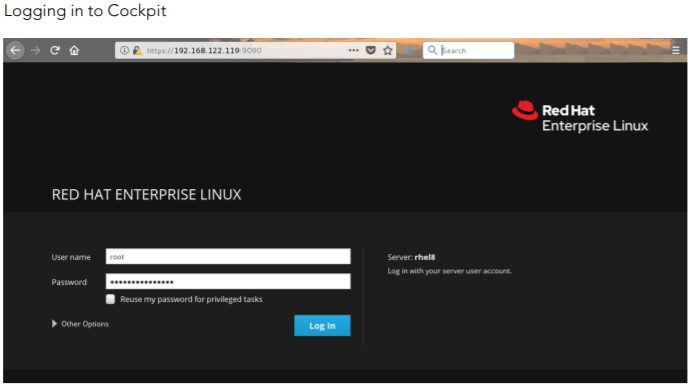 Logging in to Cockpit
https://192.168.122.119:9090
Search
Red Hat
Enterprise Linux
RED HAT ENTERPRISE LINUX
User name
root
Server: rhel8
Log in with your server user account.
Password
•••••••••••••••
Reuse my password for privileged tasks
Other Options
Log In